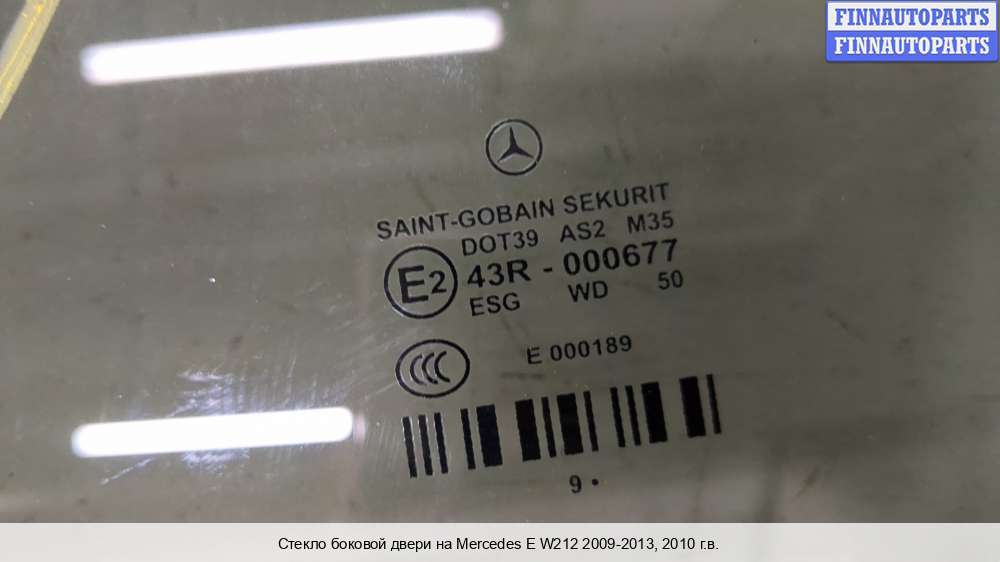 FINNAUTOPARTS
FINNAUTOPARTS
SAINT-GOBAIN SEKURIT
DOT39 AS2 M35
E2 43R - 000677
ESG WD 50
CCC E 000189
9 •
Стекло боковой двери на Mercedes E W212 2009-2013, 2010 г.в.